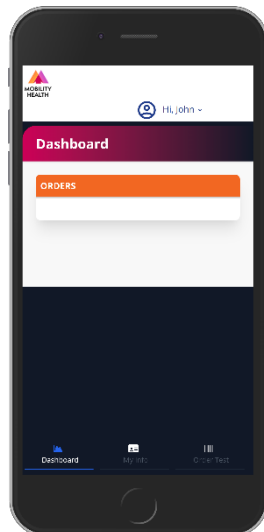 MOBILITY
HEALTH
Hi, John
Dashboard
ORDERS
Dashboard
My Info
Order Test